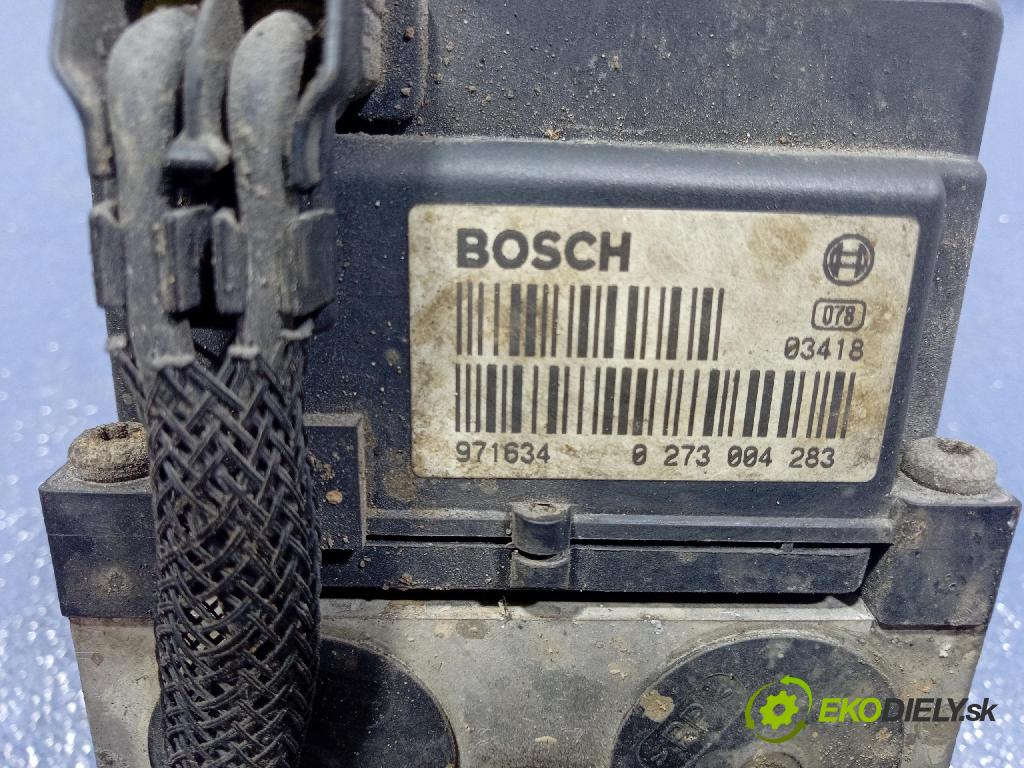 BOSCH
078
03418
971634 0 273 004 283
EKODIELY.sk